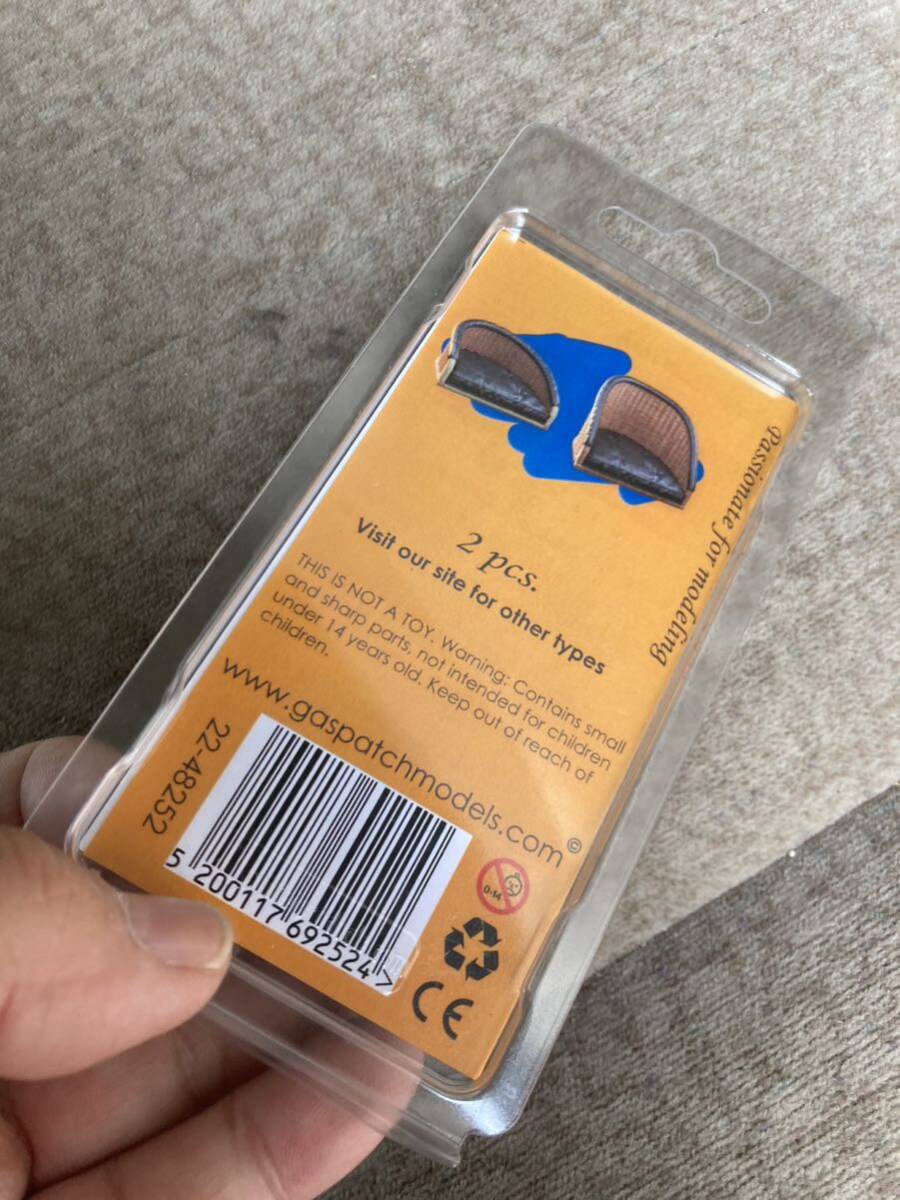 Passionate for modeling
2 pcs.
Visit our site for other types
THIS IS NOT A TOY. Warning: Contains small
and sharp parts, not intended for children
under 14 years old. Keep out of reach of
children.
www.gaspatchmodels.com©
22-48252
5 200117 692524 >
0-14
CE